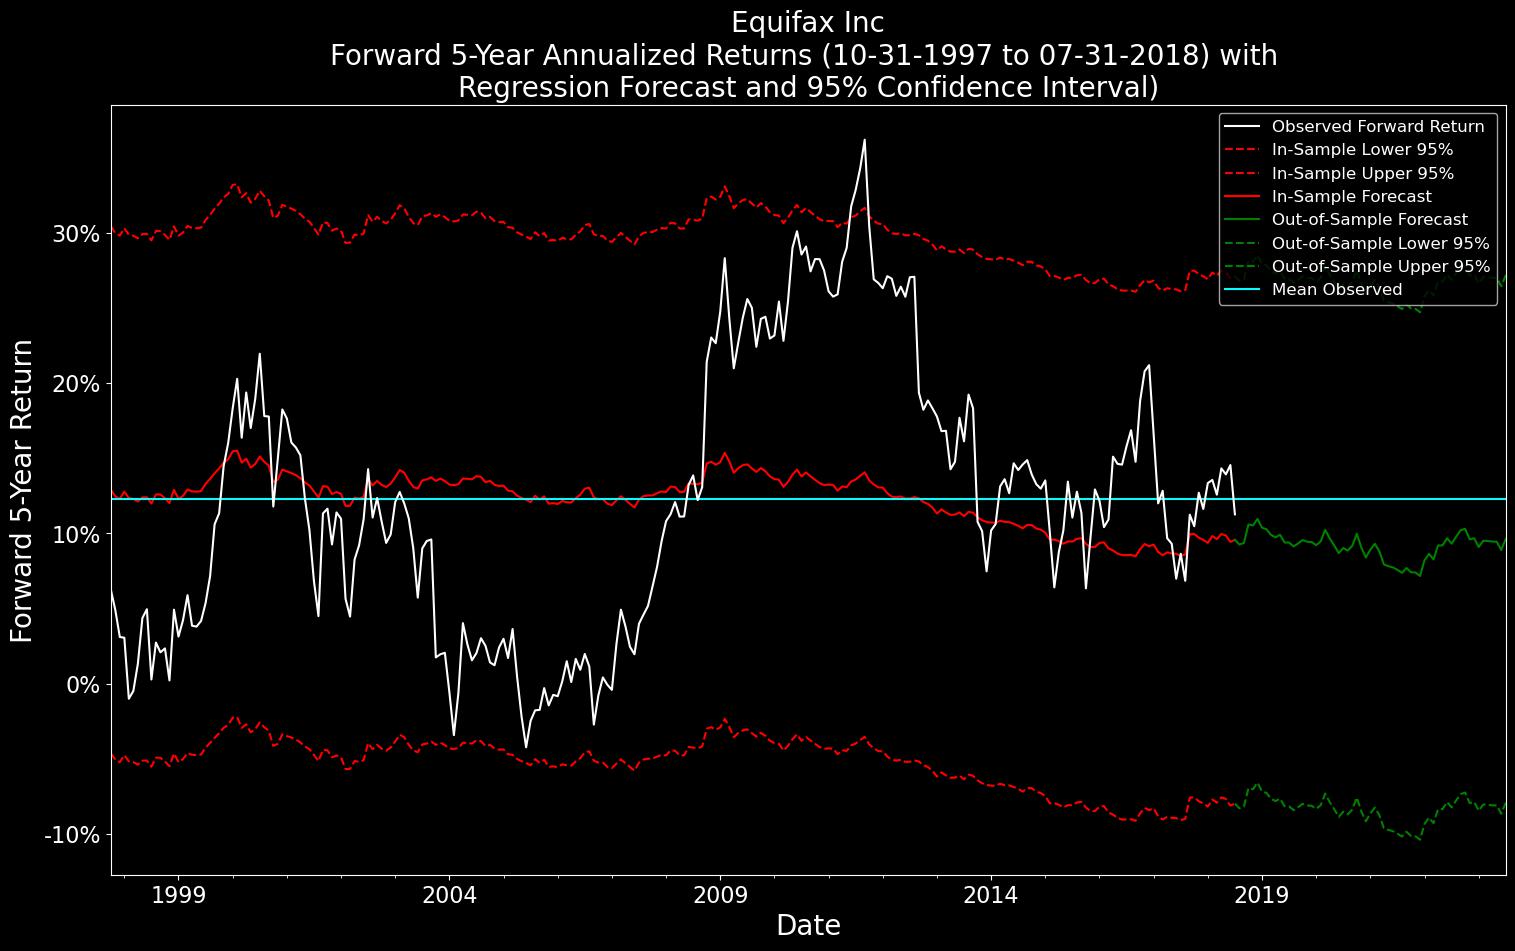 Equifax Inc
Forward 5-Year Annualized Returns (10-31-1997 to 07-31-2018) with
Regression Forecast and 95% Confidence Interval)
Observed Forward Return
In-Sample Lower 95%
In-Sample Upper 95%
In-Sample Forecast
Out-of-Sample Forecast
Out-of-Sample Lower 95%
Out-of-Sample Upper 95%
Mean Observed
Forward 5-Year Return
30%
20%
10%
0%
-10%
1999
2004
2009
2014
2019
Date